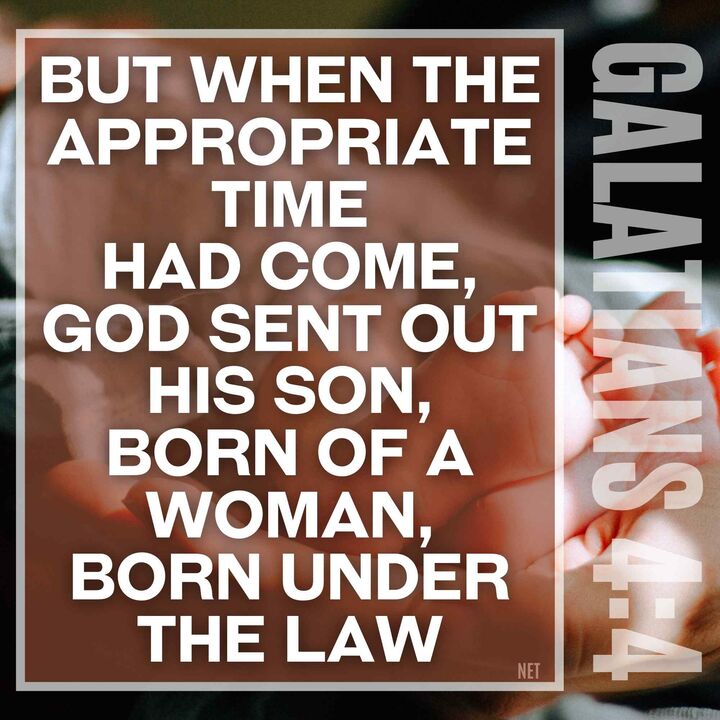 BUT WHEN THE
APPROPRIATE
TIME
HAD COME,
GOD SENT OUT
HIS SON,
BORN OF A
WOMAN,
BORN UNDER
THE LAW
NET
GALATIANS 4:4